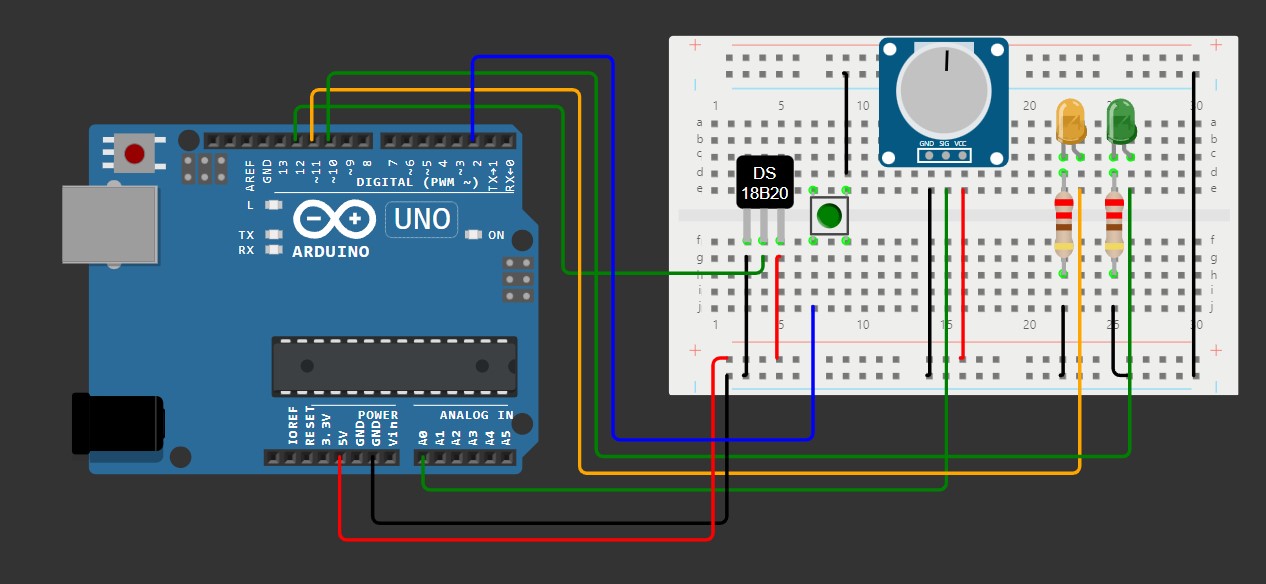 AREF
GND
13
12
~11
~10
~9
8
7
~6
~5
4
~3
2
TX→1
RX←0
DIGITAL (PWM ~)
L
TX
RX
UNO
ON
ARDUINO
IOREF
RESET
3.3V
5V
GND
GND
Vin
POWER
ANALOG IN
A0
A1
A2
A3
A4
A5
+ +
1 5 10 20 30
a a
b b
c c
d d
e e
GND SIG VCC
DS
18B20
f f
g g
h h
i i
j j
1 5 10 15 20 25 30
+ +